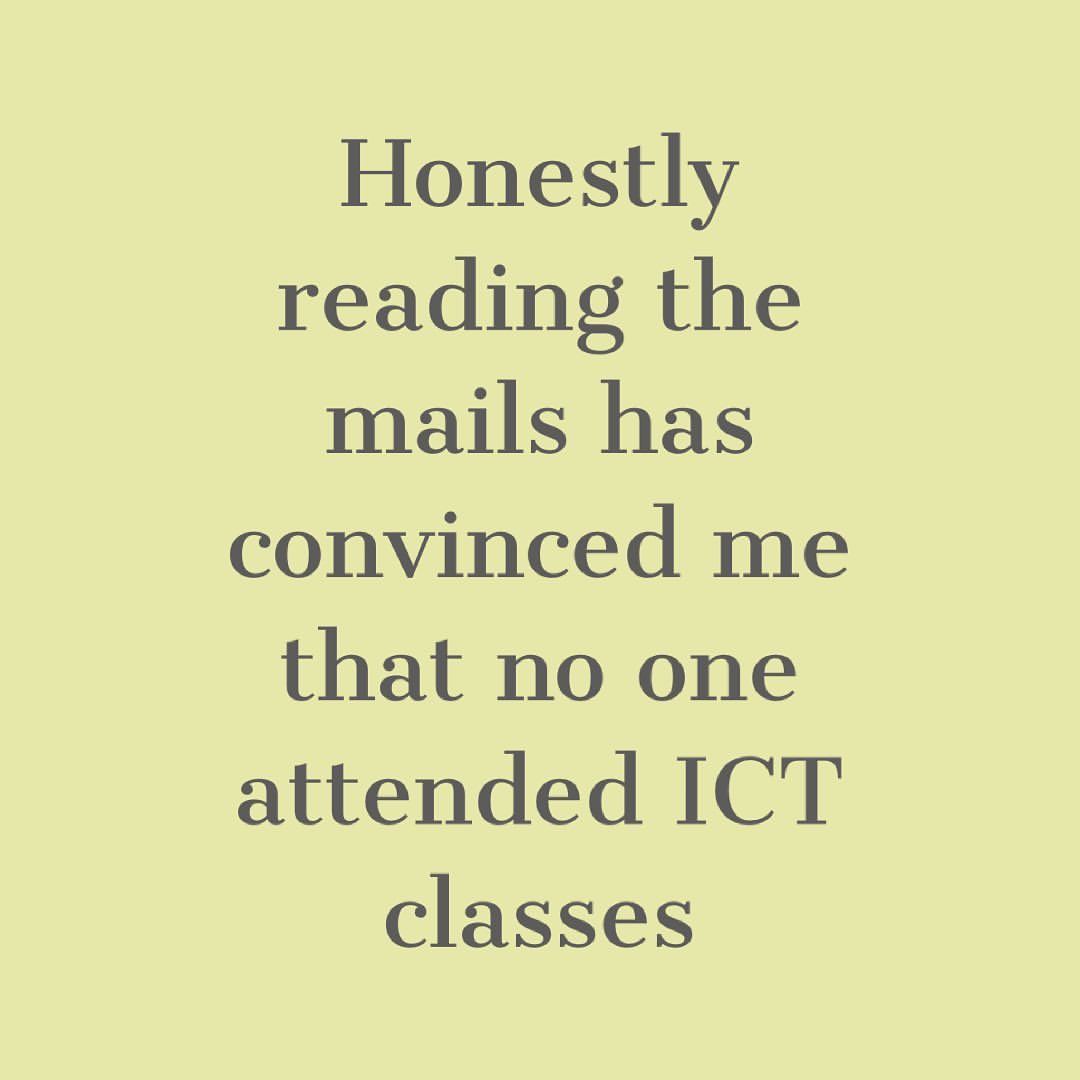 Honestly
reading the
mails has
convinced me
that no one
attended ICT
classes